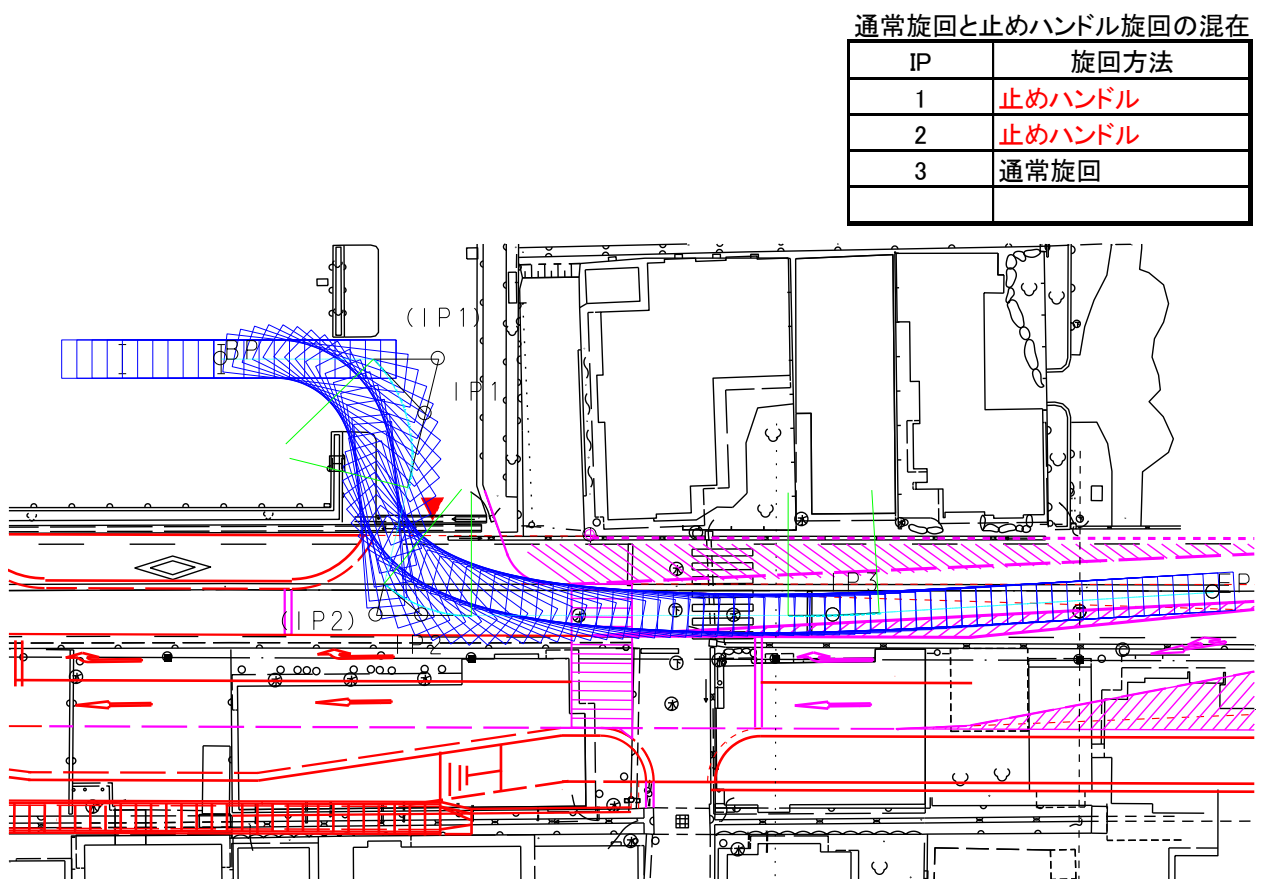 通常旋回と止めハンドル旋回の混在
IP 旋回方法
1 止めハンドル
2 止めハンドル
3 通常旋回
(IP1)
BP
IP1
IP3
(IP2)